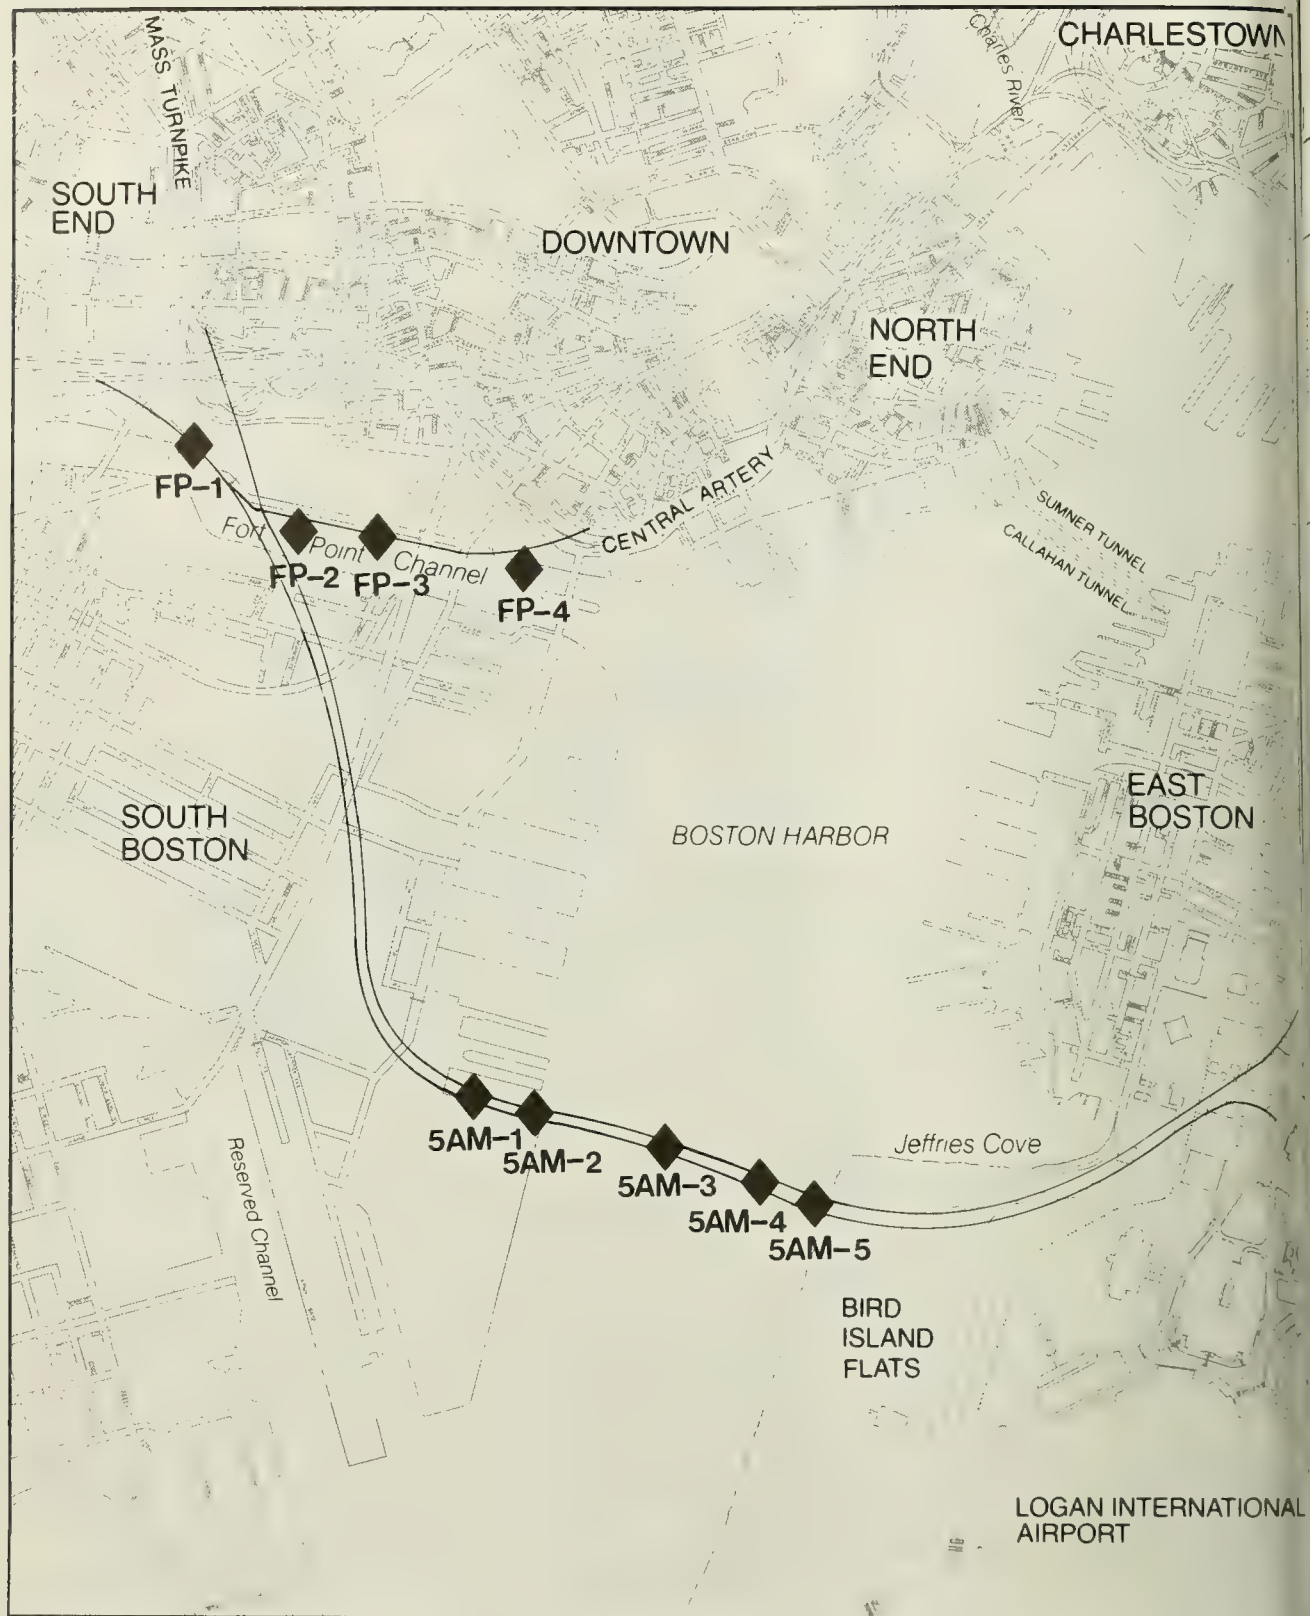 CHARLESTOWN
Charles River
MASS. TURNPIKE
SOUTH
END
DOWNTOWN
NORTH
END
FP-1
CENTRAL ARTERY
SUMNER TUNNEL
CALLAHAN TUNNEL
Fort Point Channel
FP-2
FP-3
FP-4
EAST
BOSTON
SOUTH
BOSTON
BOSTON HARBOR
5AM-1
5AM-2
5AM-3
5AM-4
5AM-5
Jeffries Cove
Reserved Channel
BIRD
ISLAND
FLATS
LOGAN INTERNATIONAL
AIRPORT